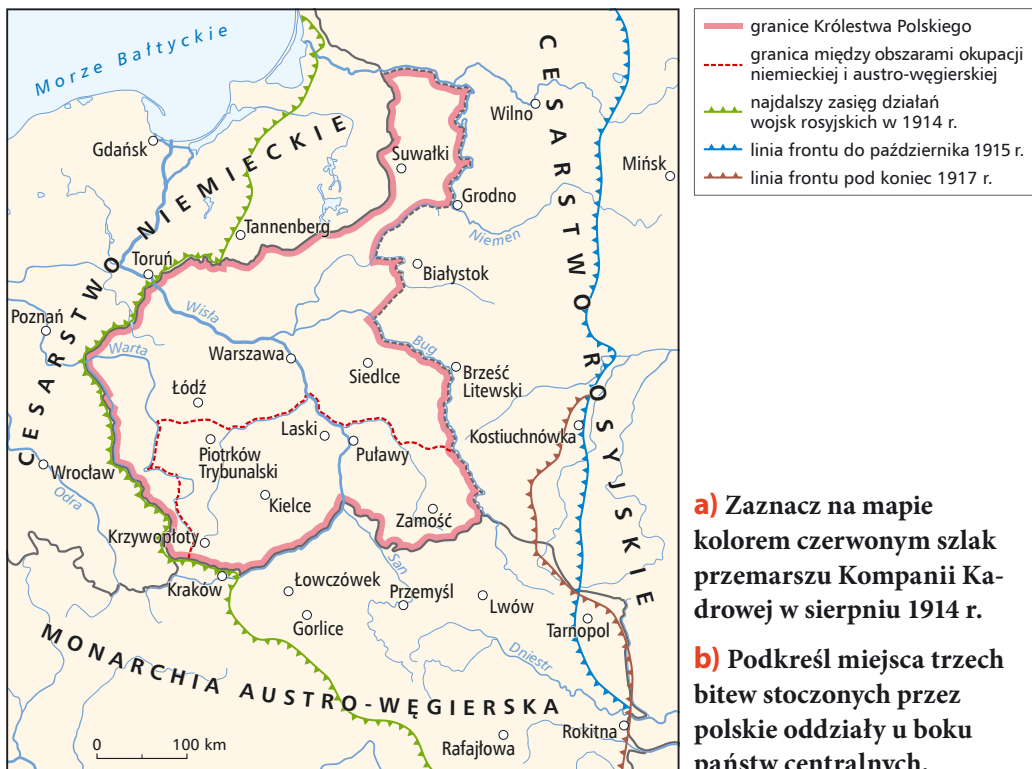 Morze Bałtyckie
CESARSTWO NIEMIECKIE
CESARSTWO ROSYJSKIE
MONARCHIA AUSTRO-WĘGIERSKA
Gdańsk
Wilno
Mińsk
Suwałki
Grodno
Niemen
Tannenberg
Toruń
Białystok
Wisła
Poznań
Warta
Warszawa
Bug
Siedlce
Brześć
Litewski
Łódź
Laski
Kostiuchnówka
Piotrków
Trybunalski
Puławy
Wrocław
Odra
Kielce
Zamość
Krzywopłoty
Kraków
San
Łowczówek
Przemyśl
Lwów
Gorlice
Tarnopol
Dniestr
Rokitna
Rafajłowa
0 100 km
granice Królestwa Polskiego
granica między obszarami okupacji
niemieckiej i austro-węgierskiej
najdalszy zasięg działań
wojsk rosyjskich w 1914 r.
linia frontu do października 1915 r.
linia frontu pod koniec 1917 r.
a) Zaznacz na mapie
kolorem czerwonym szlak
przemarszu Kompanii Ka-
drowej w sierpniu 1914 r.
b) Podkreśl miejsca trzech
bitew stoczonych przez
polskie oddziały u boku
państw centralnych.